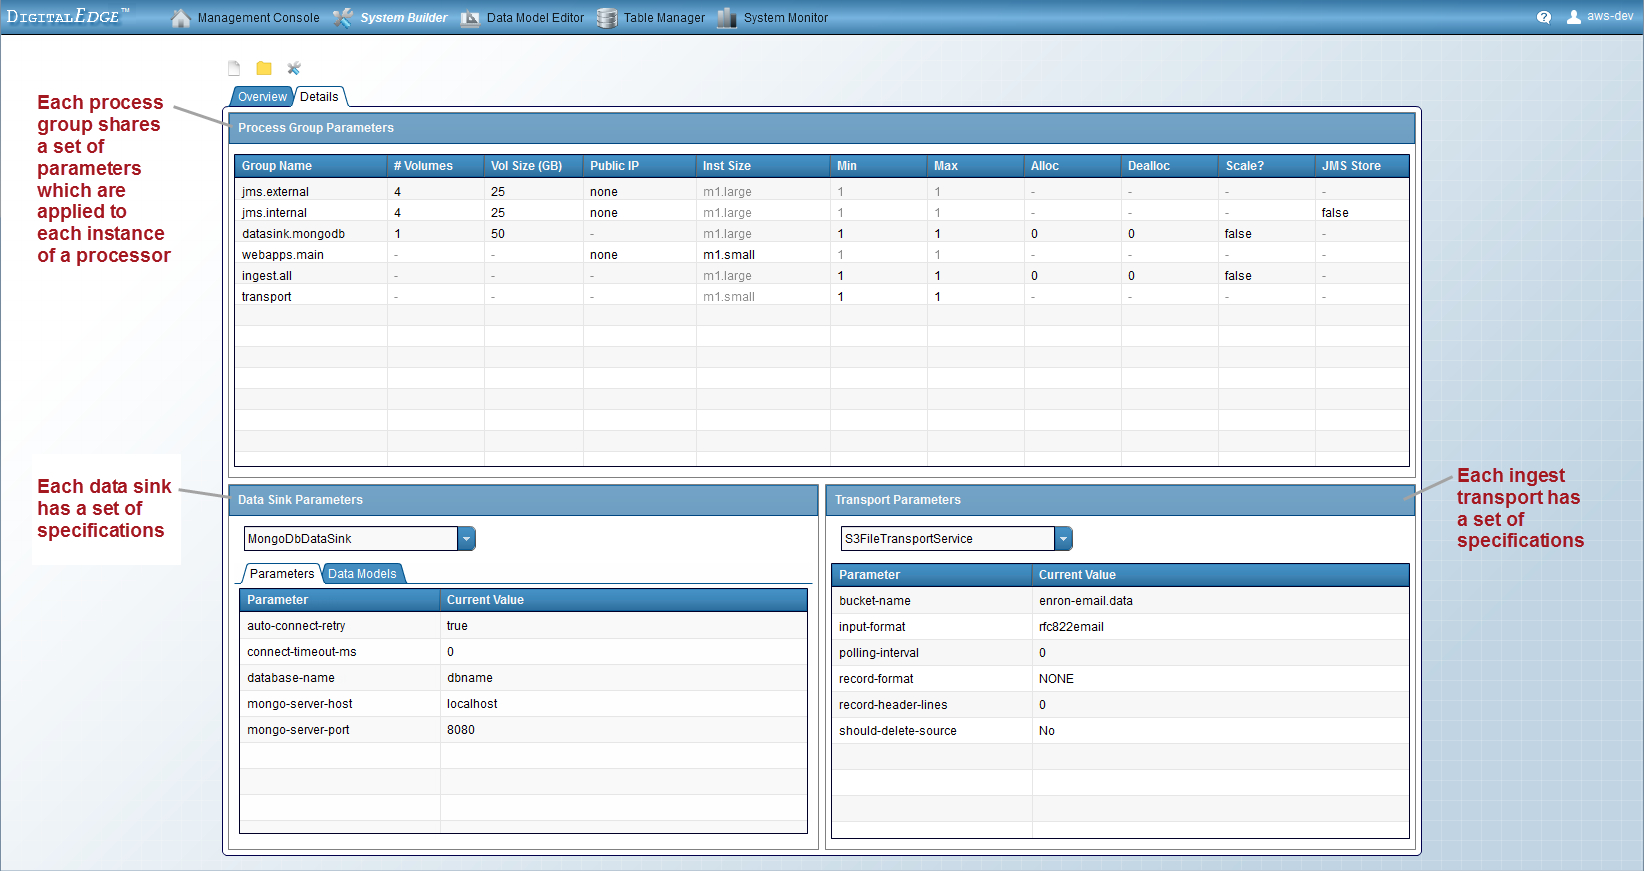 DIGITALEDGE™ Management Console System Builder Data Model Editor Table Manager System Monitor aws-dev
Overview Details
Each process
group shares
a set of
parameters
which are
applied to
each instance
of a processor
Process Group Parameters
Group Name # Volumes Vol Size (GB) Public IP Inst Size Min Max Alloc Dealloc Scale? JMS Store
jms.external 4 25 none m1.large 1 1 - - - -
jms.internal 4 25 none m1.large 1 1 - - - false
datasink.mongodb 1 50 - m1.large 1 1 0 0 false -
webapps.main - - none m1.small 1 1 - - - -
ingest.all - - - m1.large 1 1 0 0 false -
transport - - - m1.small 1 1 - - - -
Each data sink
has a set of
specifications
Data Sink Parameters
MongoDbDataSink
Parameters Data Models
Parameter Current Value
auto-connect-retry true
connect-timeout-ms 0
database-name dbname
mongo-server-host localhost
mongo-server-port 8080
Transport Parameters
S3FileTransportService
Parameter Current Value
bucket-name enron-email.data
input-format rfc822email
polling-interval 0
record-format NONE
record-header-lines 0
should-delete-source No
Each ingest
transport has
a set of
specifications